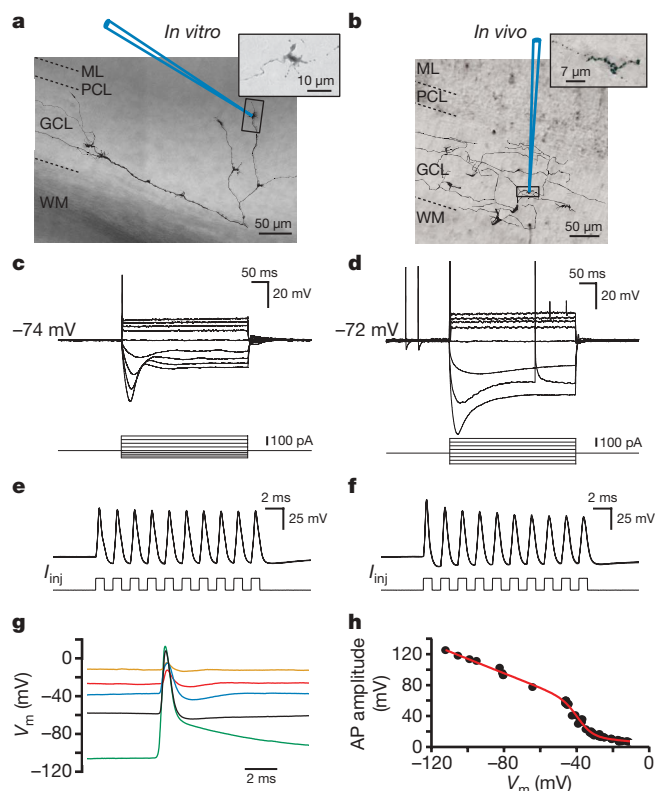 a
In vitro
10 µm
ML
PCL
GCL
WM
50 µm
b
In vivo
7 µm
ML
PCL
GCL
WM
50 µm
c
50 ms
20 mV
–74 mV
100 pA
d
50 ms
20 mV
–72 mV
100 pA
e
2 ms
25 mV
Iinj
f
2 ms
25 mV
Iinj
g
0
–40
–80
–120
Vm (mV)
2 ms
h
120
80
40
0
AP amplitude
(mV)
–120
–80
–40
0
Vm (mV)